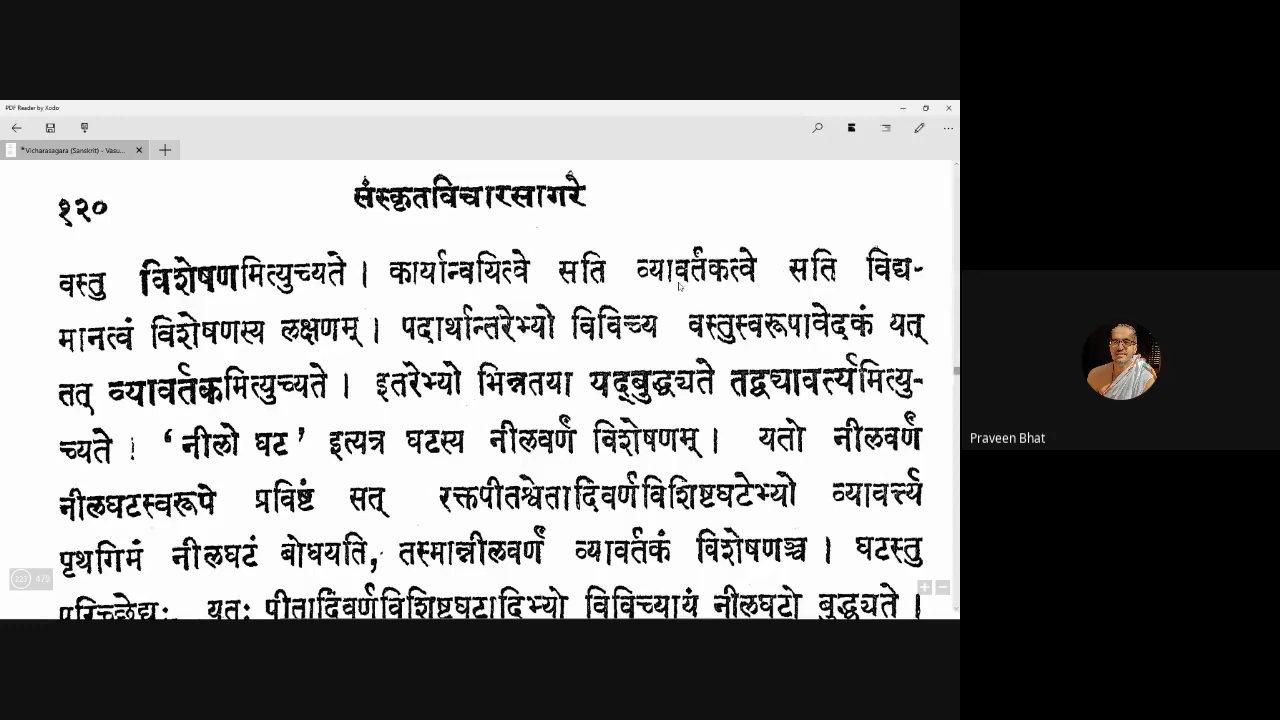 PDF Reader by Xodo
*Vicharasagara (Sanskrit) - Vasu...
१२० संस्कृतविचारसागरे
वस्तु विशेषणमित्युच्यते । कार्यान्वयित्वे सति व्यावर्तकत्वे सति विद्य-
मानत्वं विशेषणस्य लक्षणम् । पदार्थान्तरेभ्यो विविच्य वस्तुस्वरूपावेदकं यत्
तत् व्यावर्तकमित्युच्यते । इतरेभ्यो भिन्नतया यद्बुद्ध्यते तद्व्यावर्त्यमित्यु-
च्यते । ‘नीलो घट’ इत्यत्र घटस्य नीलवर्णं विशेषणम् । यतो नीलवर्णं
नीलघटस्वरूपे प्रविष्टं सत् रक्तपीतश्वेतादिवर्णविशिष्टघटेभ्यो व्यावर्त्त्य
पृथगिमं नीलघटं बोधयति, तस्मान्नीलवर्णं व्यावर्तकं विशेषणञ्च । घटस्तु
परिच्छेद्यः यतः पीतादिवर्णविशिष्टघटादिभ्यो विविच्यायं नीलघटो बुद्ध्यते ।
223 479
Praveen Bhat